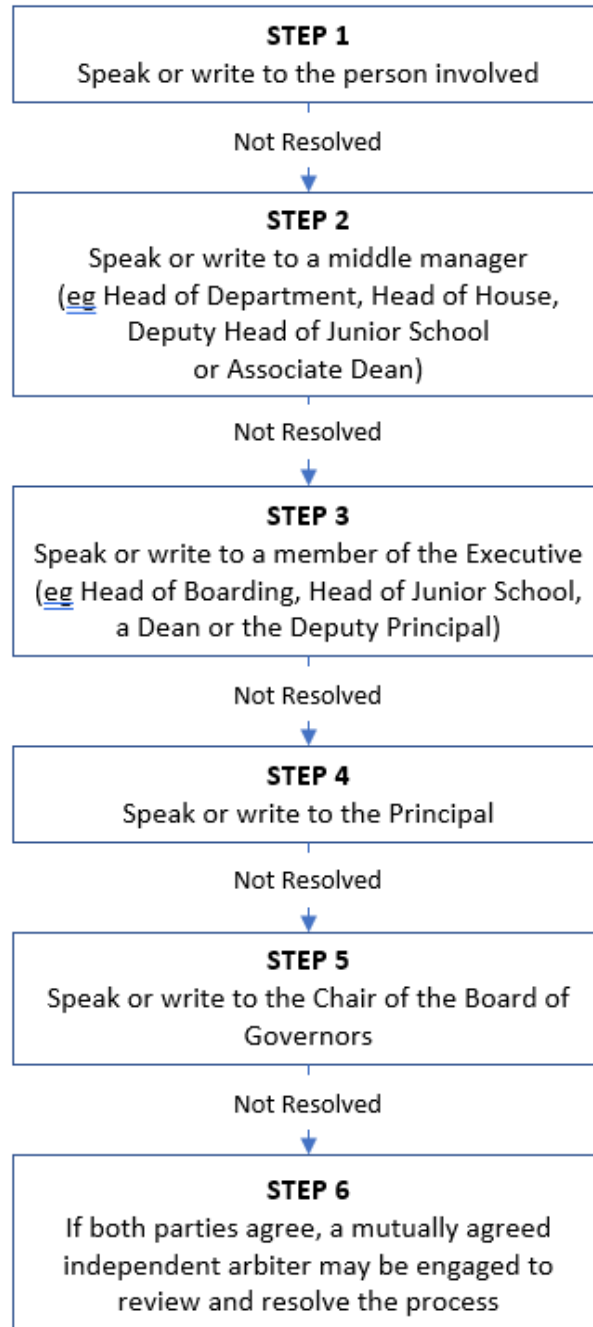 STEP 1
Speak or write to the person involved
Not Resolved
STEP 2
Speak or write to a middle manager
(eg Head of Department, Head of House,
Deputy Head of Junior School
or Associate Dean)
Not Resolved
STEP 3
Speak or write to a member of the Executive
(eg Head of Boarding, Head of Junior School,
a Dean or the Deputy Principal)
Not Resolved
STEP 4
Speak or write to the Principal
Not Resolved
STEP 5
Speak or write to the Chair of the Board of
Governors
Not Resolved
STEP 6
If both parties agree, a mutually agreed
independent arbiter may be engaged to
review and resolve the process